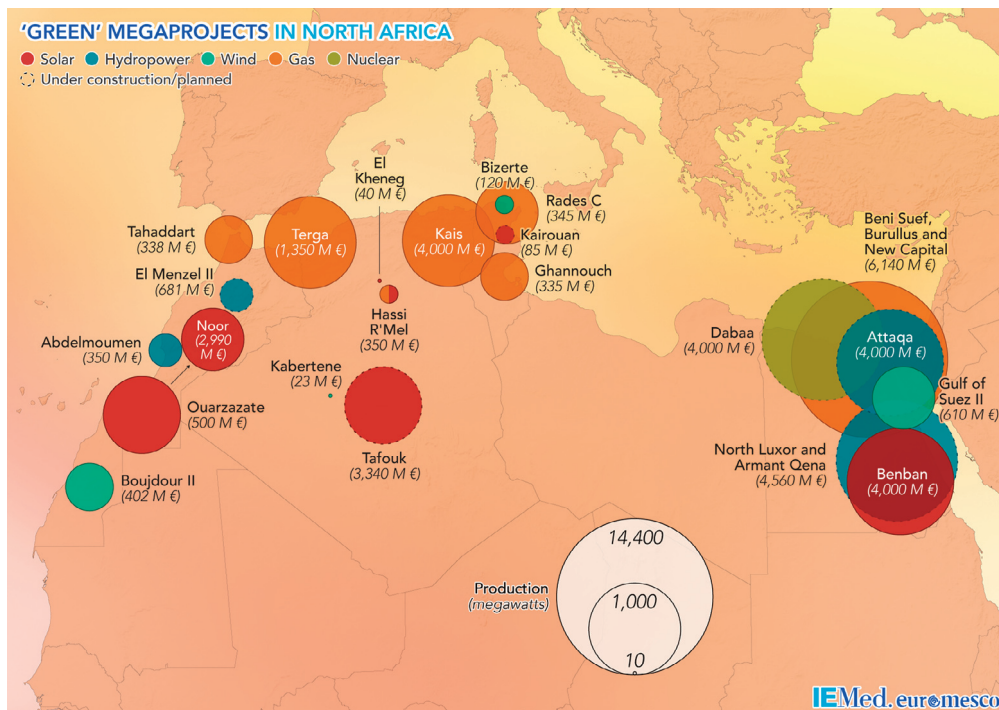 ‘GREEN’ MEGAPROJECTS IN NORTH AFRICA
Solar Hydropower Wind Gas Nuclear
Under construction/planned
El
Kheneg
(40 M €)
Bizerte
(120 M €)
Rades C
(345 M €)
Tahaddart
(338 M €)
Terga
(1,350 M €)
Kais
(4,000 M €)
Kairouan
(85 M €)
Ghannouch
(335 M €)
Beni Suef,
Burullus and
New Capital
(6,140 M €)
El Menzel II
(681 M €)
Noor
(2,990
M €)
Hassi
R'Mel
(350 M €)
Abdelmoumen
(350 M €)
Dabaa
(4,000 M €)
Attaqa
(4,000 M €)
Kabertene
(23 M €)
Gulf of
Suez II
(610 M €)
Ouarzazate
(500 M €)
Tafouk
(3,340 M €)
North Luxor and
Armant Qena
(4,560 M €)
Benban
(4,000 M €)
Boujdour II
(402 M €)
14,400
Production
(megawatts)
1,000
10
IEMed. euromesco